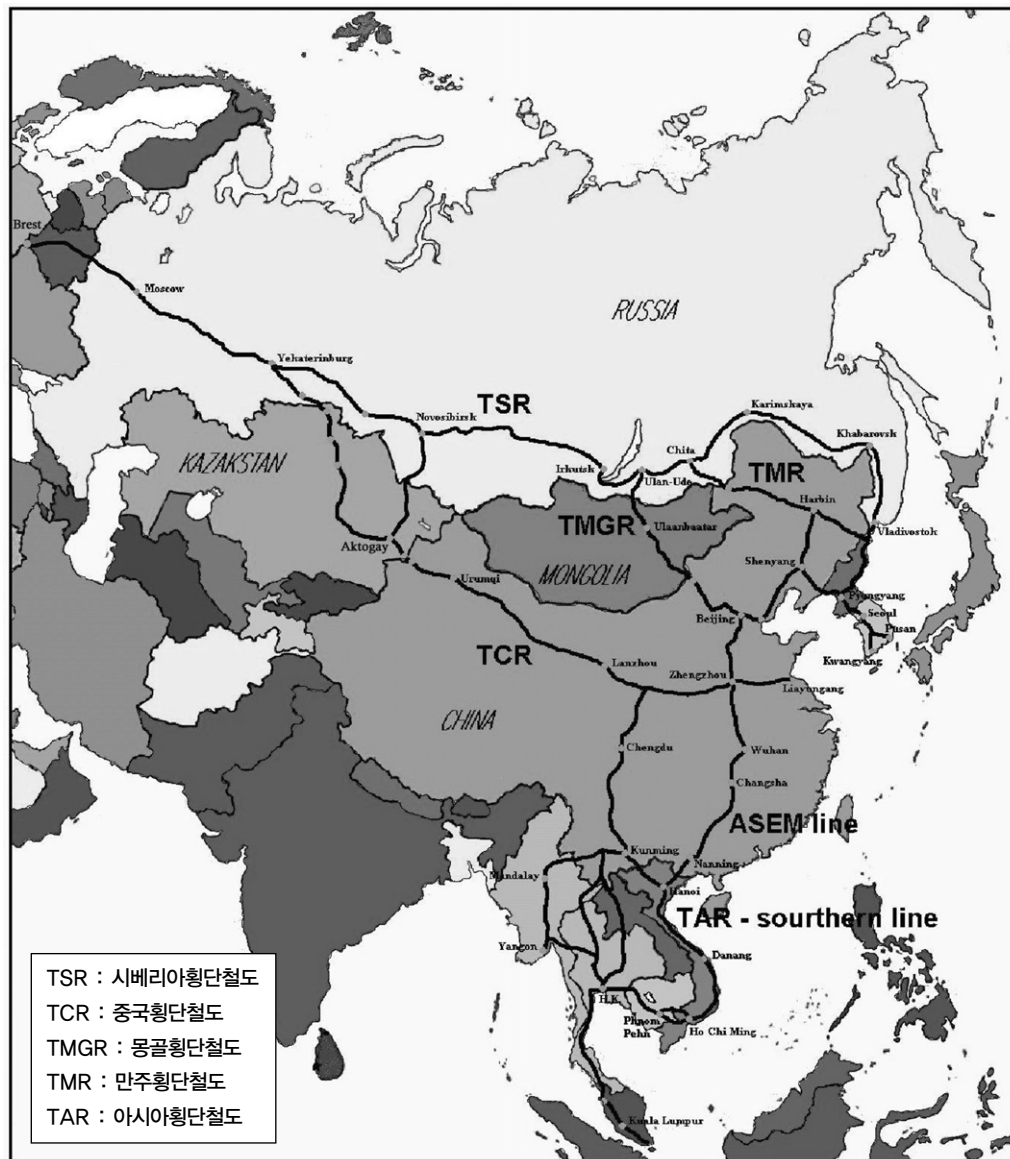 Brest
Moscow
RUSSIA
Yekaterinburg
Novosibirsk
TSR
Karimskaya
Khabarovsk
KAZAKSTAN
Irkutsk
Chita
Ulan-Ude
TMR
Harbin
TMGR
Ulaanbaatar
Vladivostok
Aktogay
MONGOLIA
Shenyang
Urumqi
Pyongyang
Beijing
Seoul
Pusan
TCR
Lanzhou
Zhengzhou
Kwangyang
Liayungang
CHINA
Chengdu
Wuhan
Changsha
ASEM line
Kunming
Nanning
Mandalay
Hanoi
TAR - sourthern line
Yangon
Danang
Phnom
Pehn
Ho Chi Ming
Kuala Lumpur
TSR : 시베리아횡단철도
TCR : 중국횡단철도
TMGR : 몽골횡단철도
TMR : 만주횡단철도
TAR : 아시아횡단철도